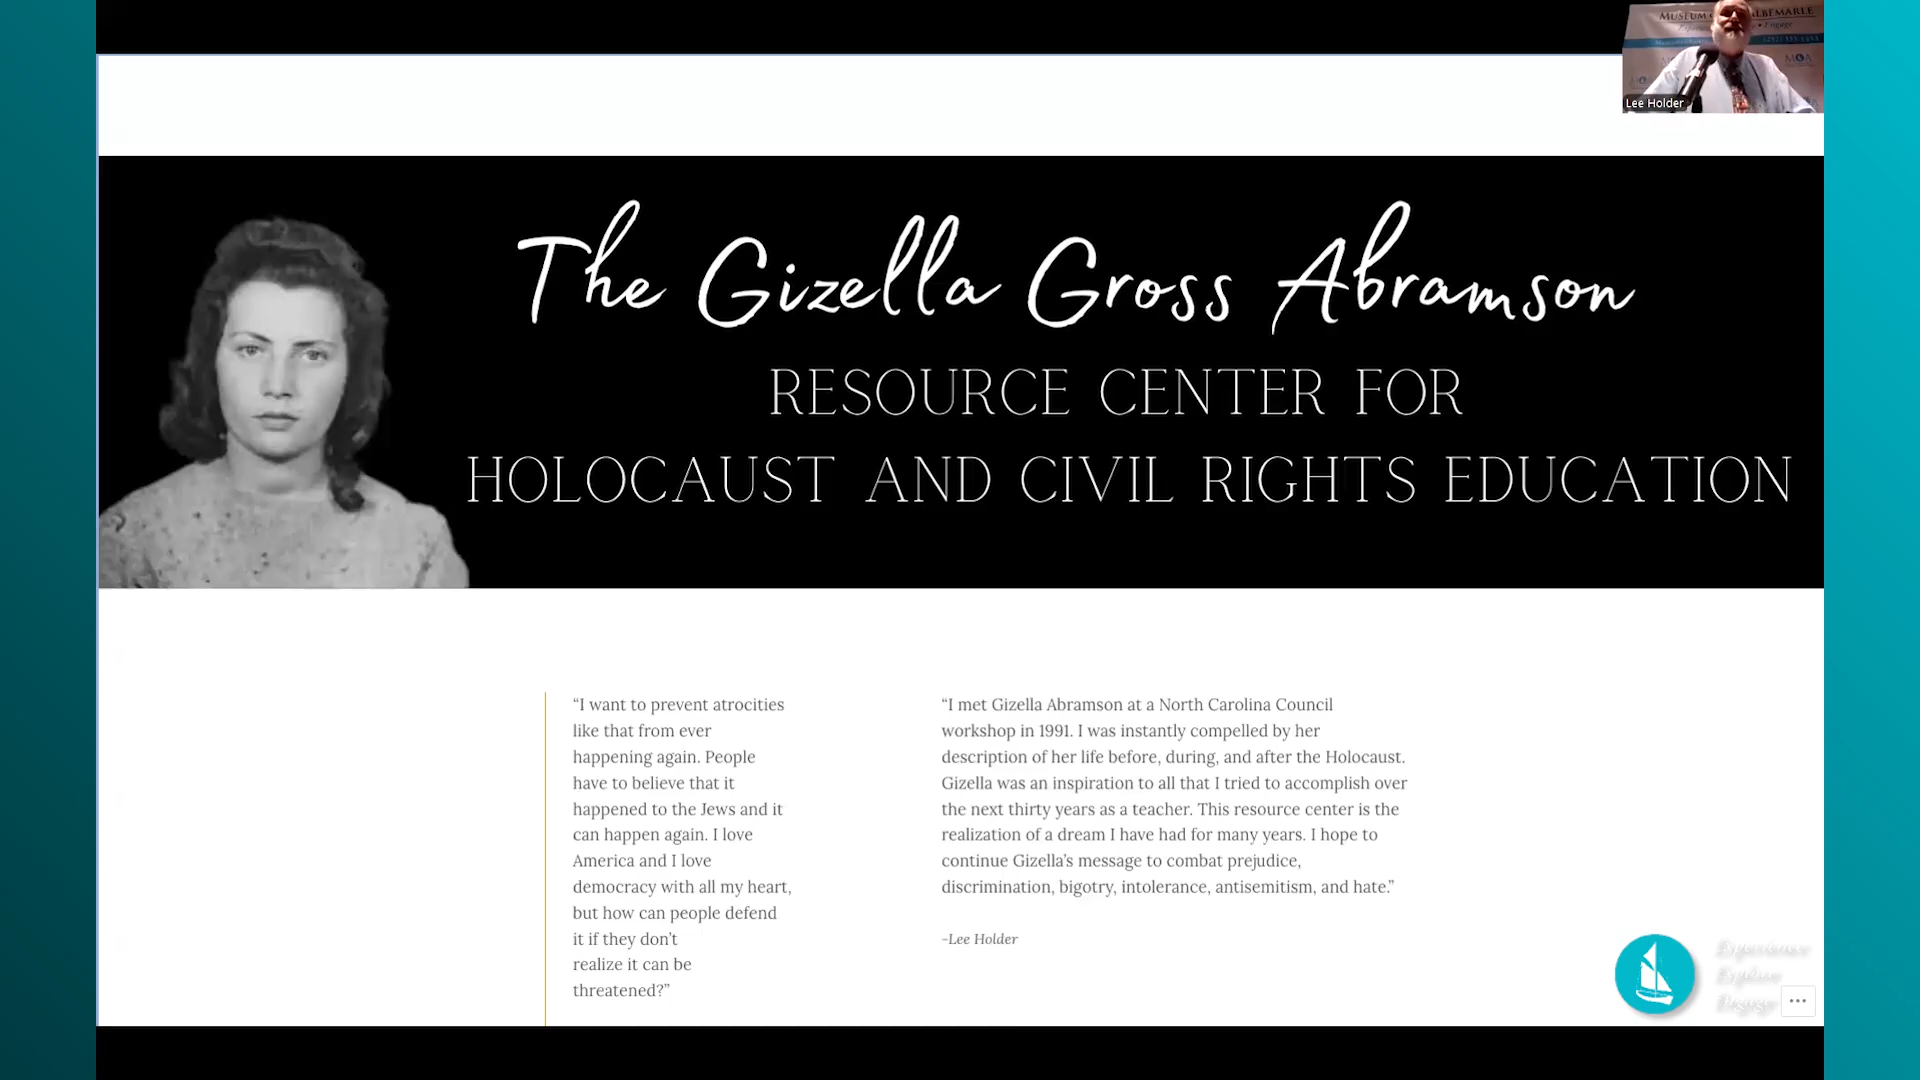 MUSEUM
ALBEMARLE
Engage
MOA
Lee Holder
The Gizella Gross Abramson
RESOURCE CENTER FOR
HOLOCAUST AND CIVIL RIGHTS EDUCATION
“I want to prevent atrocities
like that from ever
happening again. People
have to believe that it
happened to the Jews and it
can happen again. I love
America and I love
democracy with all my heart,
but how can people defend
it if they don’t
realize it can be
threatened?”
“I met Gizella Abramson at a North Carolina Council
workshop in 1991. I was instantly compelled by her
description of her life before, during, and after the Holocaust.
Gizella was an inspiration to all that I tried to accomplish over
the next thirty years as a teacher. This resource center is the
realization of a dream I have had for many years. I hope to
continue Gizella’s message to combat prejudice,
discrimination, bigotry, intolerance, antisemitism, and hate.”
-Lee Holder
Experience
Explore
Engage